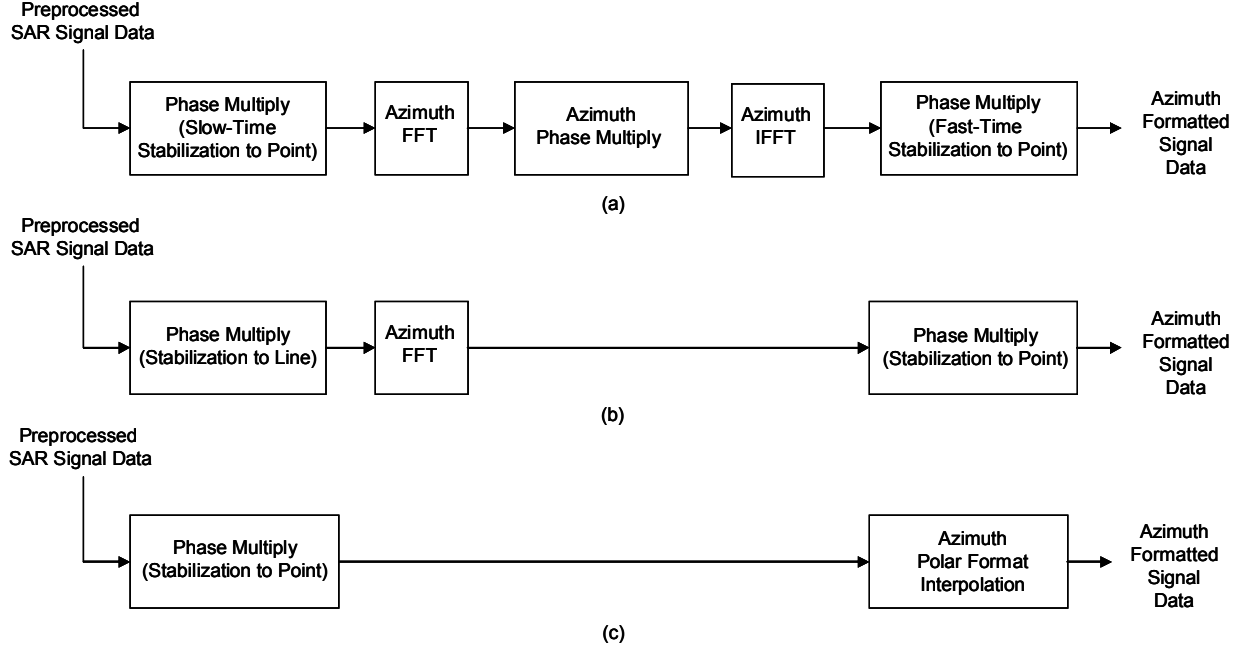 Preprocessed
SAR Signal Data
Phase Multiply
(Slow-Time
Stabilization to Point)
Azimuth
FFT
Azimuth
Phase Multiply
Azimuth
IFFT
Phase Multiply
(Fast-Time
Stabilization to Point)
Azimuth
Formatted
Signal
Data
(a)
Preprocessed
SAR Signal Data
Phase Multiply
(Stabilization to Line)
Azimuth
FFT
Phase Multiply
(Stabilization to Point)
Azimuth
Formatted
Signal
Data
(b)
Preprocessed
SAR Signal Data
Phase Multiply
(Stabilization to Point)
Azimuth
Polar Format
Interpolation
Azimuth
Formatted
Signal
Data
(c)